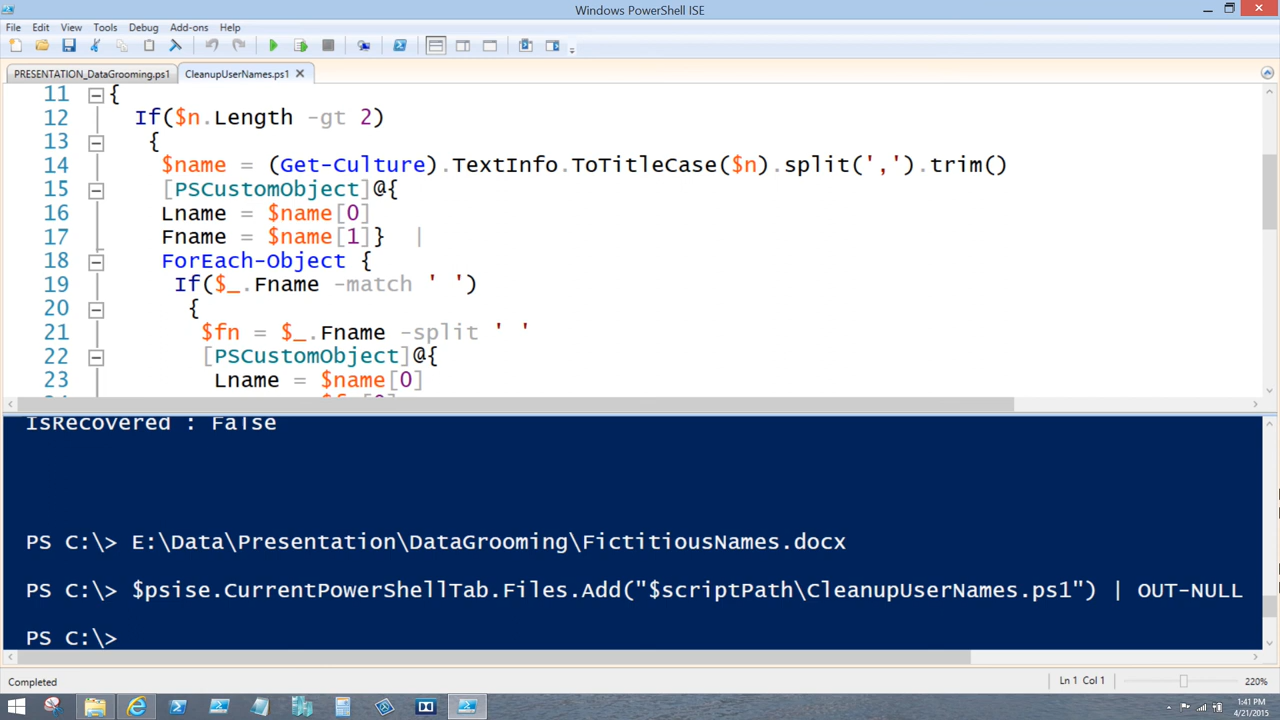 Windows PowerShell ISE
File Edit View Tools Debug Add-ons Help
PRESENTATION_DataGrooming.ps1 CleanupUserNames.ps1
11 {
12 If($n.Length -gt 2)
13 {
14 $name = (Get-Culture).TextInfo.ToTitleCase($n).split(',').trim()
15 [PSCustomObject]@{
16 Lname = $name[0]
17 Fname = $name[1]} |
18 ForEach-Object {
19 If($_.Fname -match ' ')
20 {
21 $fn = $_.Fname -split ' '
22 [PSCustomObject]@{
23 Lname = $name[0]
IsRecovered : False
PS C:\> E:\Data\Presentation\DataGrooming\FictitiousNames.docx
PS C:\> $psise.CurrentPowerShellTab.Files.Add("$scriptPath\CleanupUserNames.ps1") | OUT-NULL
PS C:\>
Completed Ln 1 Col 1 220%
1:41 PM
4/21/2015